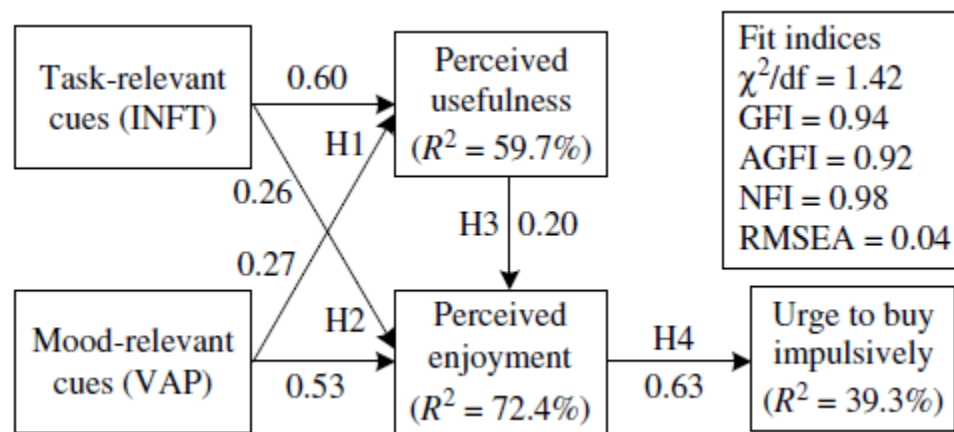 Task-relevant
cues (INFT)
0.60
H1
0.26
0.27
H2
Mood-relevant
cues (VAP)
0.53
Perceived
usefulness
(R² = 59.7%)
H3 0.20
Perceived
enjoyment
(R² = 72.4%)
H4
0.63
Fit indices
χ²/df = 1.42
GFI = 0.94
AGFI = 0.92
NFI = 0.98
RMSEA = 0.04
Urge to buy
impulsively
(R² = 39.3%)